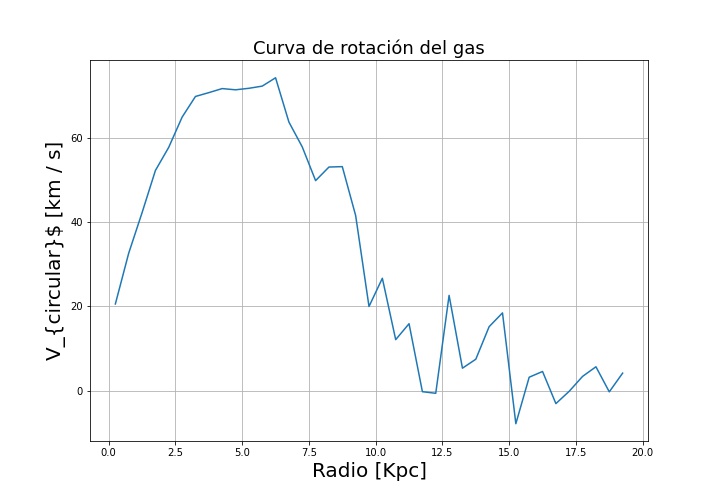 Curva de rotación del gas
V_{circular}$ [km / s]
60
40
20
0
0.0 2.5 5.0 7.5 10.0 12.5 15.0 17.5 20.0
Radio [Kpc]